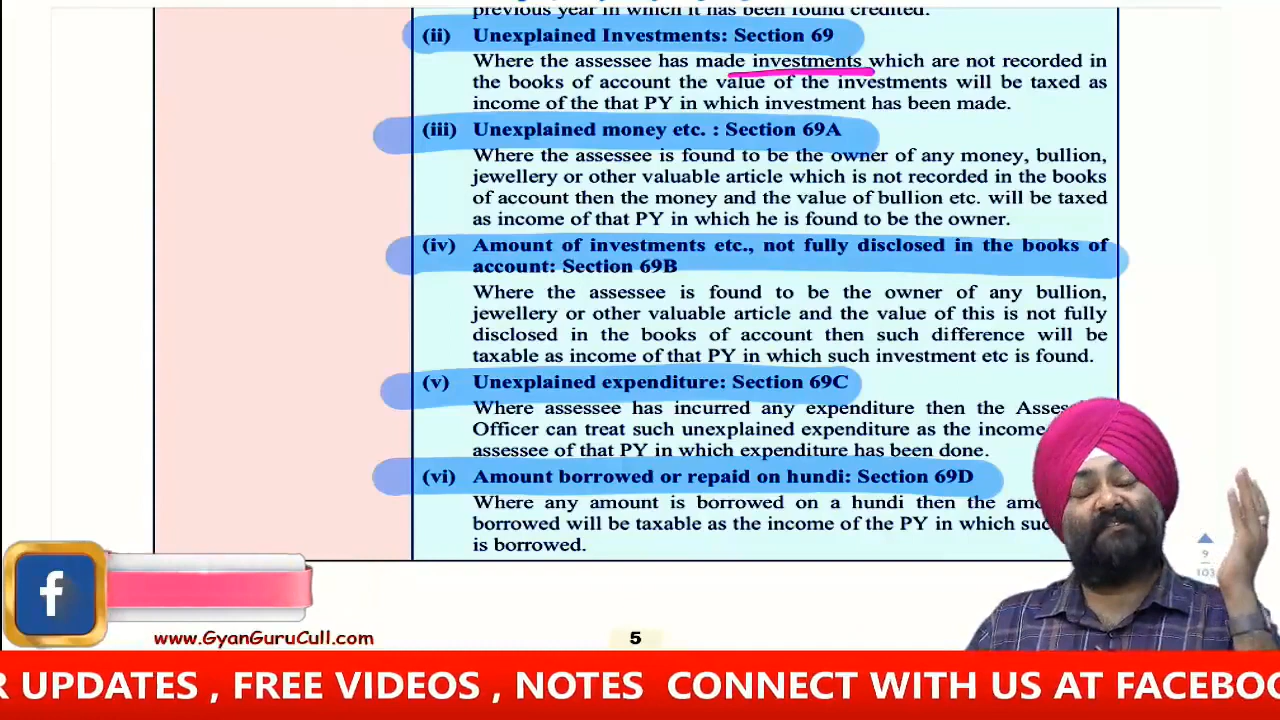 previous year in which it has been found credited.
(ii) Unexplained Investments: Section 69
Where the assessee has made investments which are not recorded in
the books of account the value of the investments will be taxed as
income of the that PY in which investment has been made.
(iii) Unexplained money etc. : Section 69A
Where the assessee is found to be the owner of any money, bullion,
jewellery or other valuable article which is not recorded in the books
of account then the money and the value of bullion etc. will be taxed
as income of that PY in which he is found to be the owner.
(iv) Amount of investments etc., not fully disclosed in the books of
account: Section 69B
Where the assessee is found to be the owner of any bullion,
jewellery or other valuable article and the value of this is not fully
disclosed in the books of account then such difference will be
taxable as income of that PY in which such investment etc is found.
(v) Unexplained expenditure: Section 69C
Where assessee has incurred any expenditure then the
Officer can treat such unexplained expenditure as the income
assessee of that PY in which expenditure has been done.
(vi) Amount borrowed or repaid on hundi: Section 69D
Where any amount is borrowed on a hundi then the
borrowed will be taxable as the income of the PY in which
is borrowed.
9
103
f
www.GyanGuruCull.com
5
R UPDATES , FREE VIDEOS , NOTES CONNECT WITH US AT FACEBOO